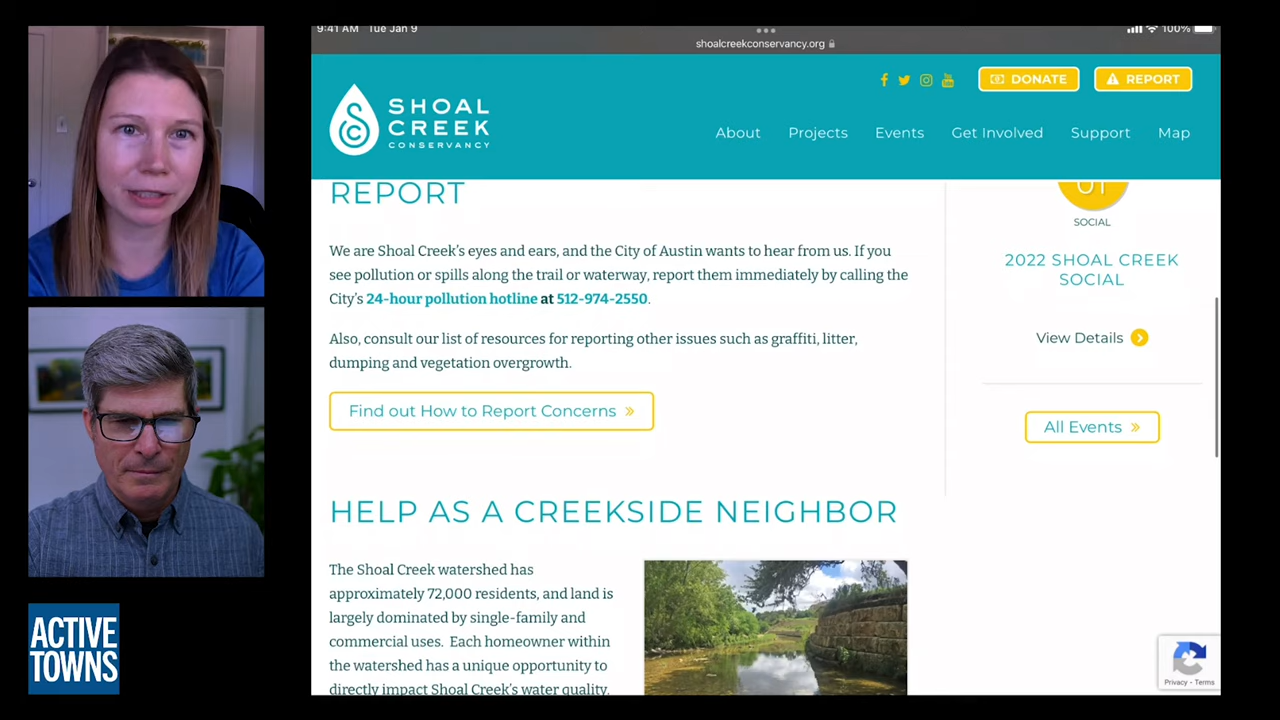 9:41 AM Tue Jan 9
100%
shoalcreekconservancy.org
DONATE
REPORT
SHOAL
CREEK
CONSERVANCY
About Projects Events Get Involved Support Map
REPORT
We are Shoal Creek's eyes and ears, and the City of Austin wants to hear from us. If you
see pollution or spills along the trail or waterway, report them immediately by calling the
City's 24-hour pollution hotline at 512-974-2550.
Also, consult our list of resources for reporting other issues such as graffiti, litter,
dumping and vegetation overgrowth.
Find out How to Report Concerns »
01
SOCIAL
2022 SHOAL CREEK
SOCIAL
View Details
All Events »
HELP AS A CREEKSIDE NEIGHBOR
The Shoal Creek watershed has
approximately 72,000 residents, and land is
largely dominated by single-family and
commercial uses. Each homeowner within
the watershed has a unique opportunity to
directly impact Shoal Creek's water quality.
Privacy - Terms
ACTIVE
TOWNS